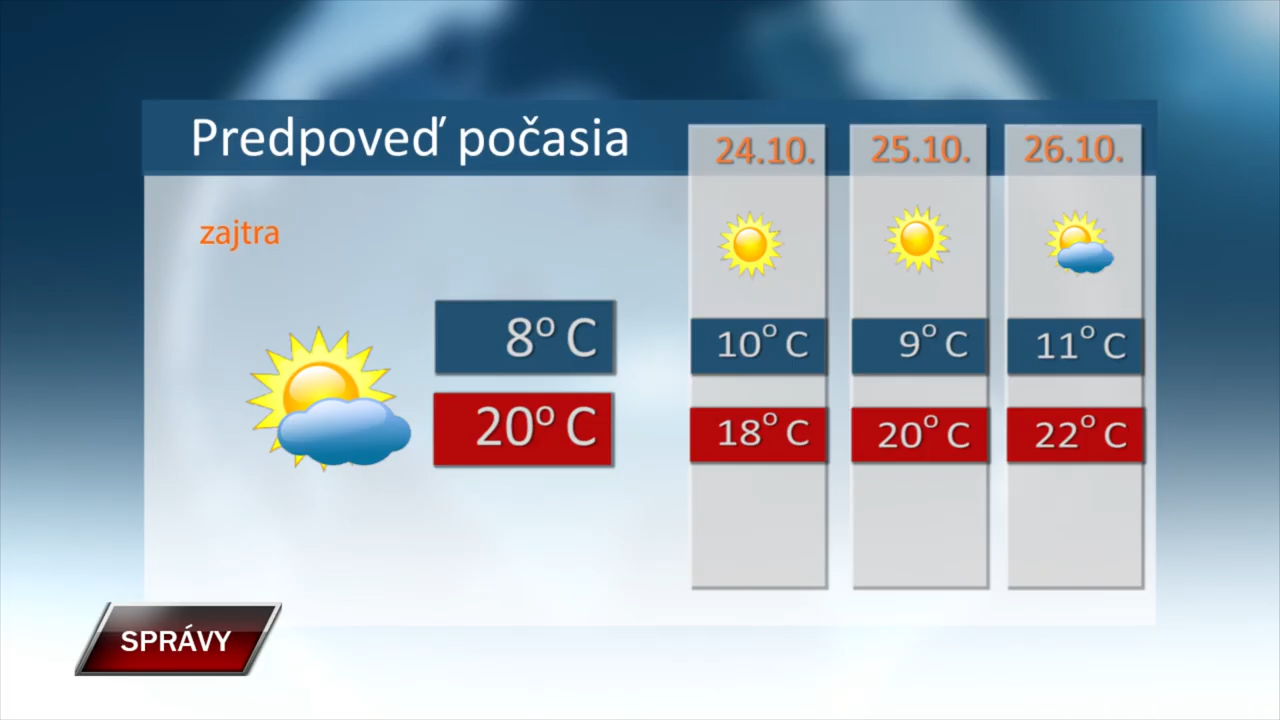 Predpoveď počasia
zajtra
8° C
20° C
24.10.
10° C
18° C
25.10.
9° C
20° C
26.10.
11° C
22° C
SPRÁVY